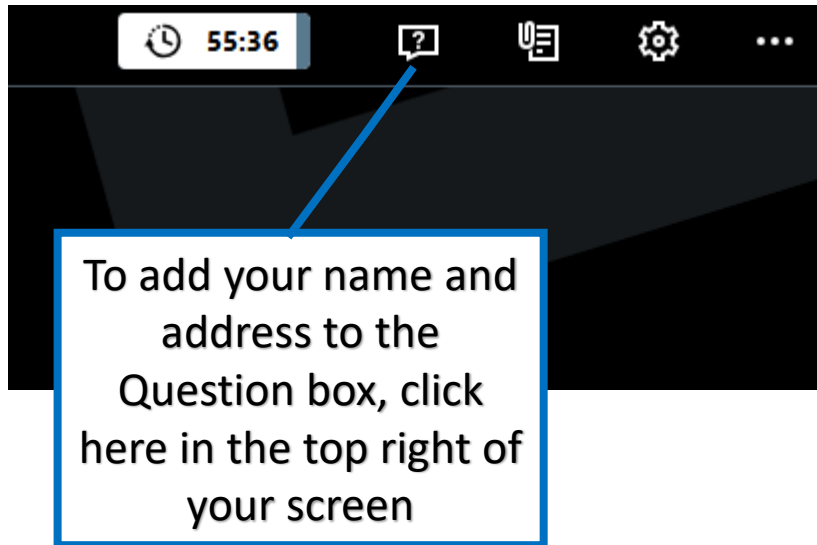 55:36
?
To add your name and
address to the
Question box, click
here in the top right of
your screen